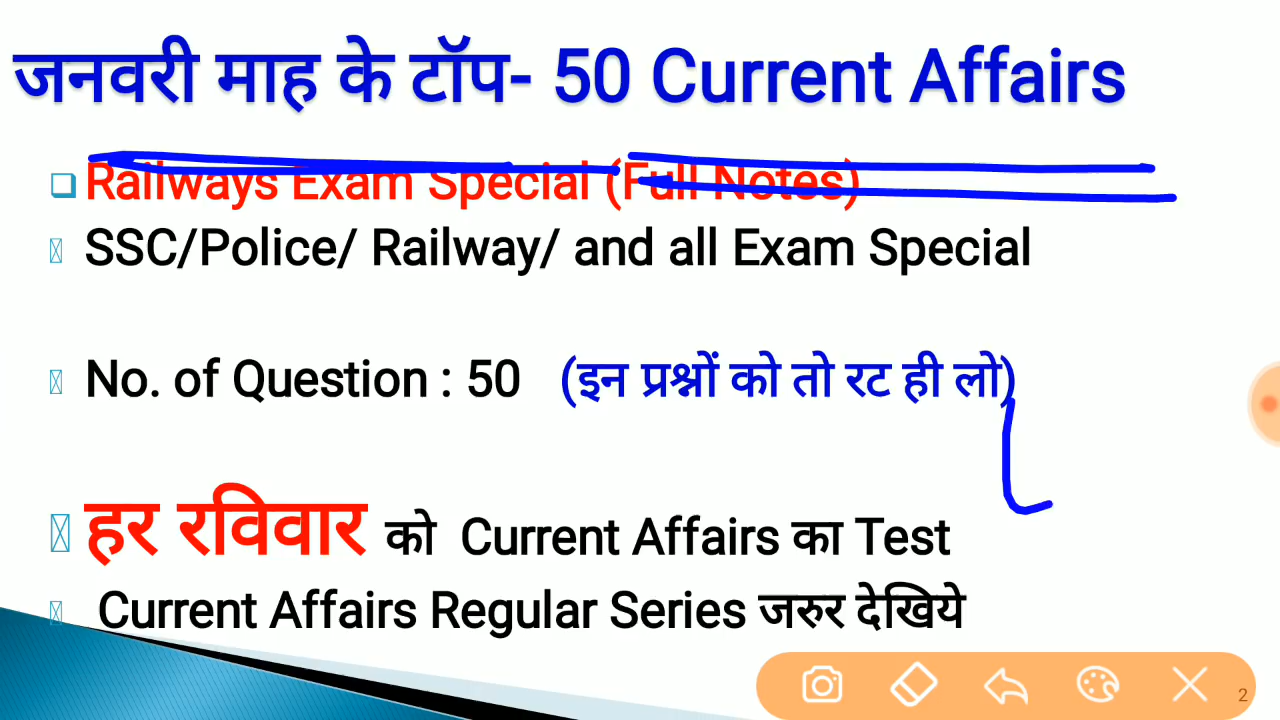 जनवरी माह के टॉप- 50 Current Affairs
Railways Exam Special (Full Notes)
SSC/Police/ Railway/ and all Exam Special
No. of Question : 50 (इन प्रश्नों को तो रट ही लो)
हर रविवार को Current Affairs का Test
Current Affairs Regular Series जरुर देखिये
2